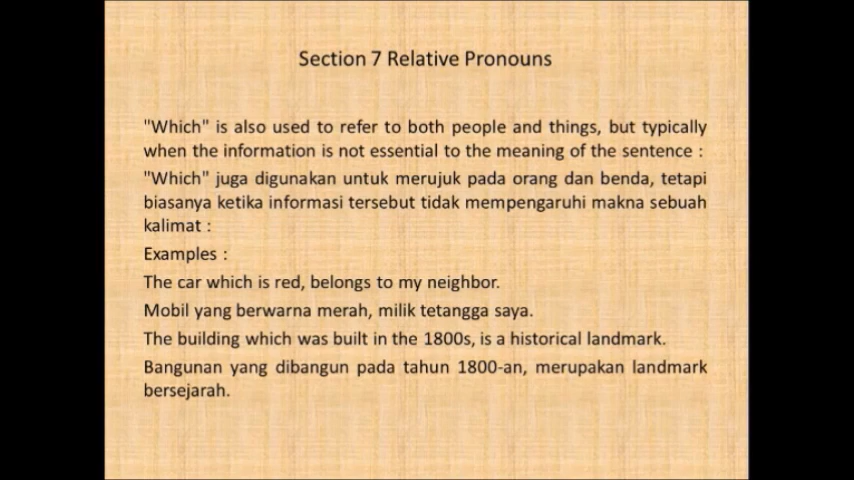 Section 7 Relative Pronouns
"Which" is also used to refer to both people and things, but typically
when the information is not essential to the meaning of the sentence :
"Which" juga digunakan untuk merujuk pada orang dan benda, tetapi
biasanya ketika informasi tersebut tidak mempengaruhi makna sebuah
kalimat :
Examples :
The car which is red, belongs to my neighbor.
Mobil yang berwarna merah, milik tetangga saya.
The building which was built in the 1800s, is a historical landmark.
Bangunan yang dibangun pada tahun 1800-an, merupakan landmark
bersejarah.